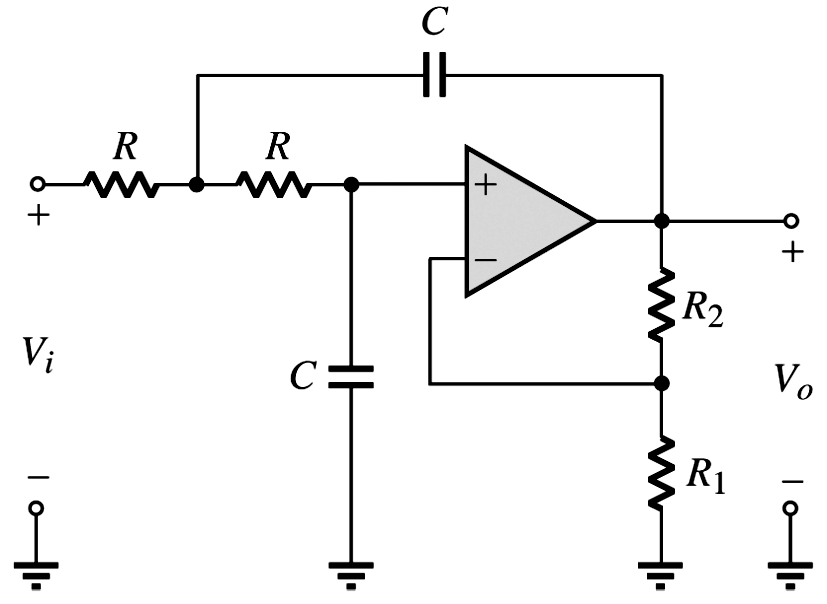 C
R R
+ +
− +
R₂
Vᵢ C Vₒ
− R₁ −